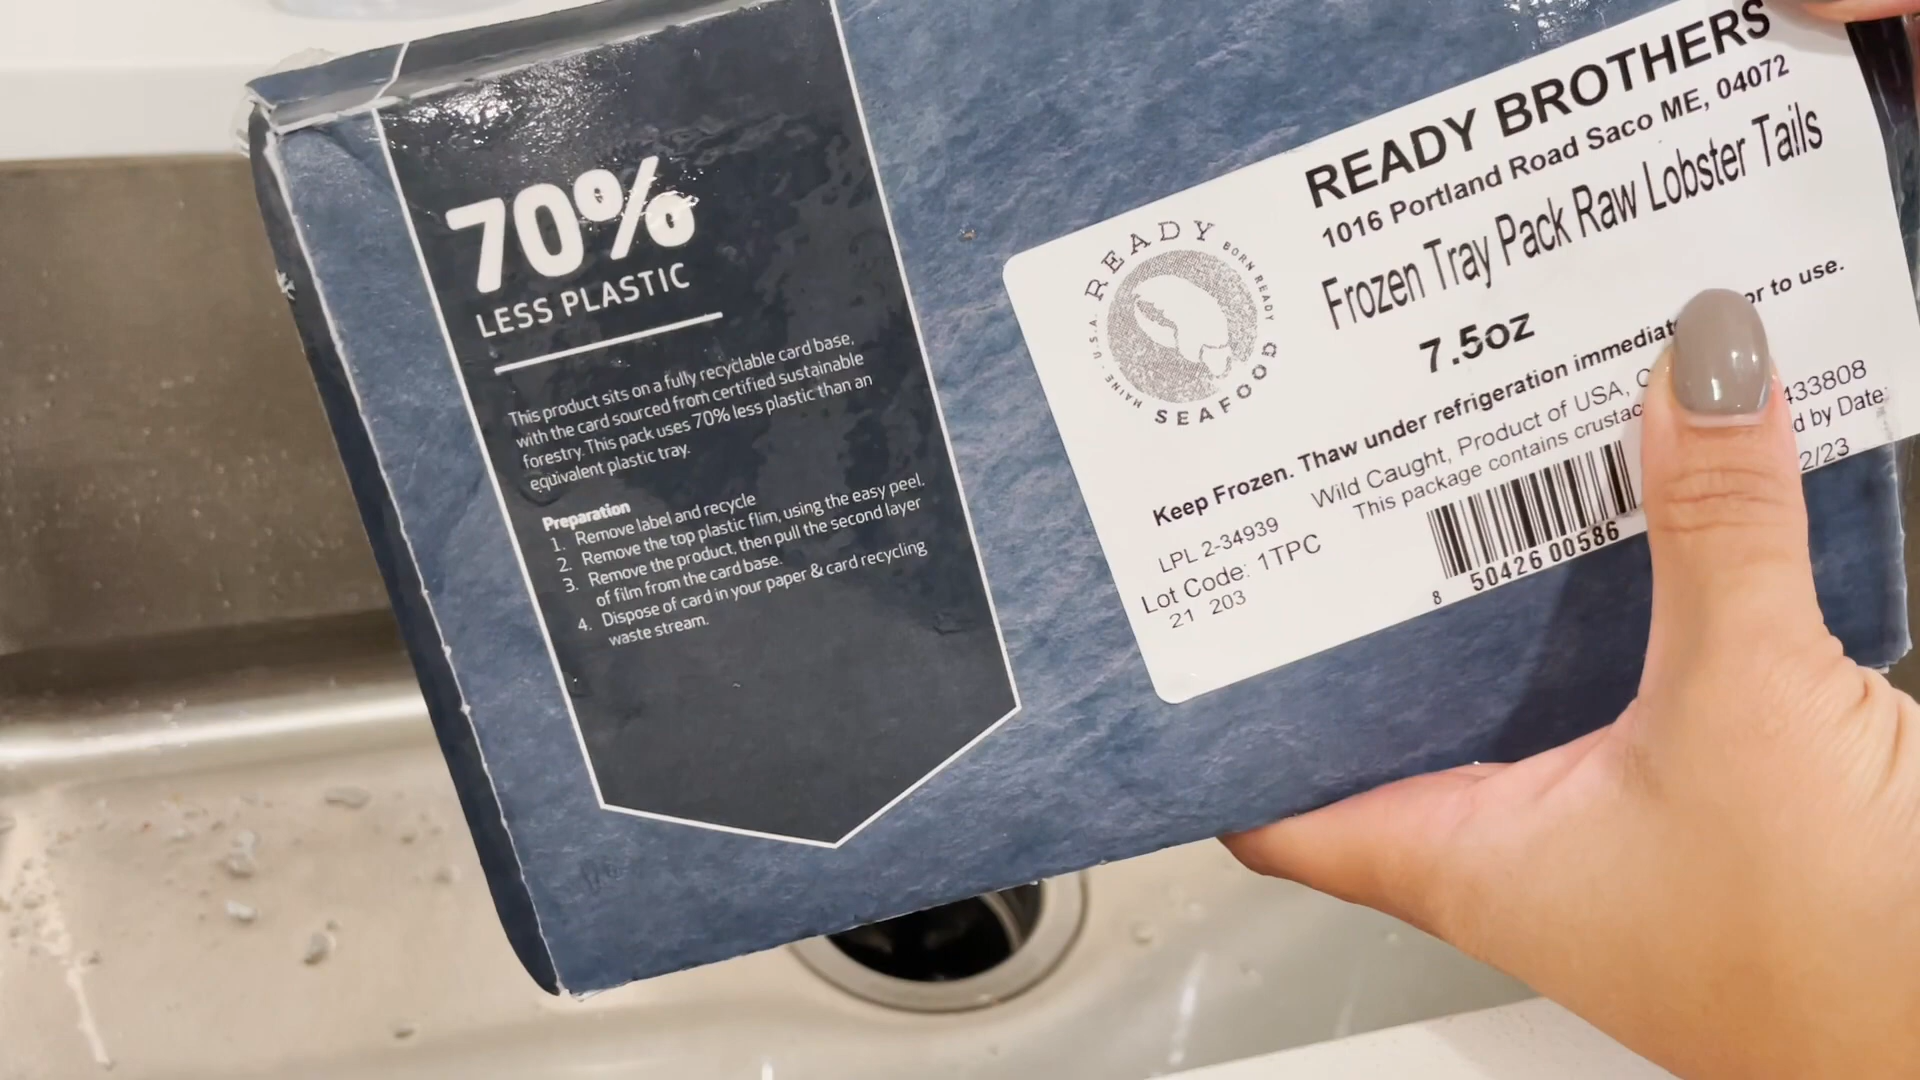 70%
LESS PLASTIC
This product sits on a fully recyclable card base,
with the card sourced from certified sustainable
forestry. This pack uses 70% less plastic than an
equivalent plastic tray.
Preparation
1. Remove label and recycle
2. Remove the top plastic film, using the easy peel.
3. Remove the product, then pull the second layer
of film from the card base.
4. Dispose of card in your paper & card recycling
waste stream.
READY BROTHERS
1016 Portland Road Saco ME, 04072
Frozen Tray Pack Raw Lobster Tails
7.5oz
READY
SEAFOOD
BORN READY
MAINE · U.S.A.
Keep Frozen. Thaw under refrigeration to use.
Wild Caught, Product of USA, 433808
This package contains by Date:
2/23
LPL 2-34939
Lot Code: 1TPC
21 203
8 50426 00586